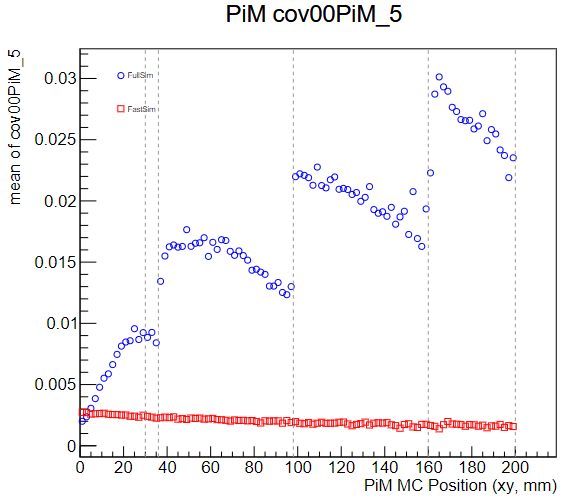 PiM cov00PiM_5
mean of cov00PiM_5
0.03
0.025
0.02
0.015
0.01
0.005
0
FullSim
FastSim
0 20 40 60 80 100 120 140 160 180 200
PiM MC Position (xy, mm)